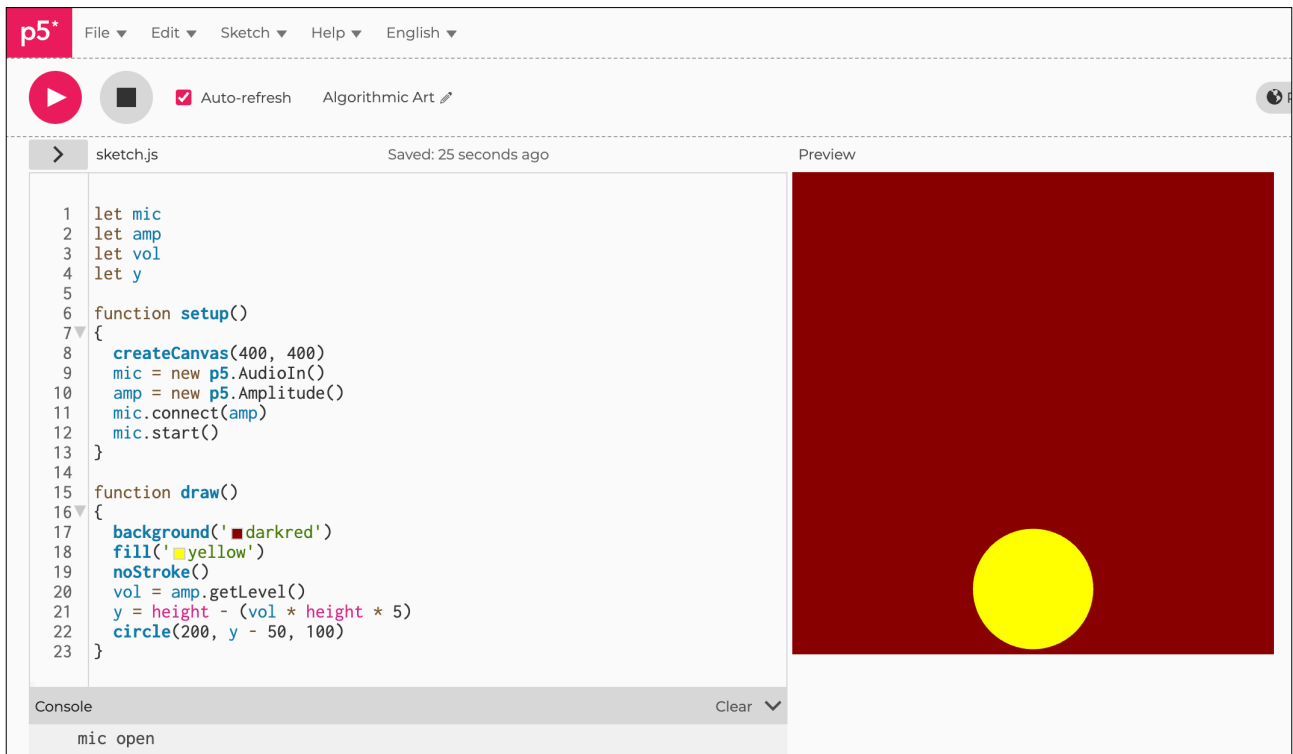 p5* File Edit Sketch Help English
Auto-refresh Algorithmic Art
sketch.js Saved: 25 seconds ago Preview
1 let mic
2 let amp
3 let vol
4 let y
5
6 function setup()
7 {
8 createCanvas(400, 400)
9 mic = new p5.AudioIn()
10 amp = new p5.Amplitude()
11 mic.connect(amp)
12 mic.start()
13 }
14
15 function draw()
16 {
17 background('darkred')
18 fill('yellow')
19 noStroke()
20 vol = amp.getLevel()
21 y = height - (vol * height * 5)
22 circle(200, y - 50, 100)
23 }
Console Clear
mic open